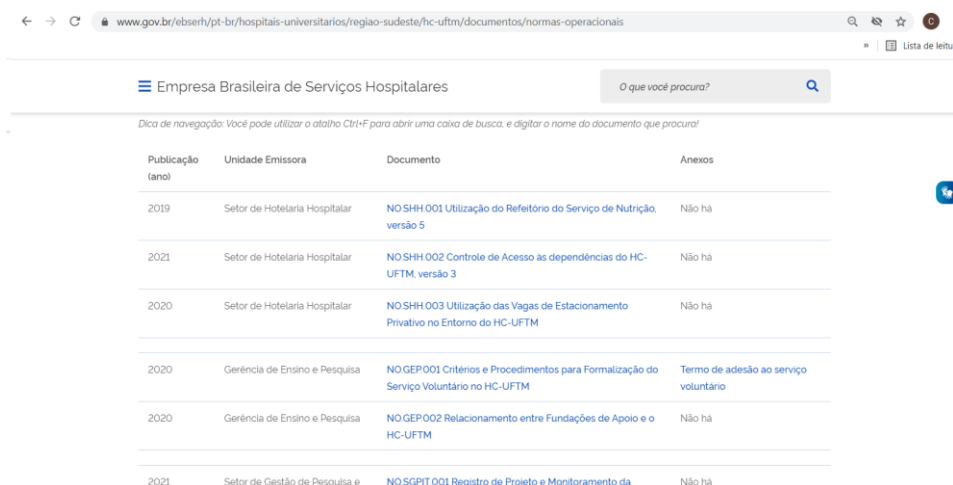 www.gov.br/ebserh/pt-br/hospitais-universitarios/regiao-sudeste/hc-uftm/documentos/normas-operacionais
C
» Lista de leitu
Empresa Brasileira de Serviços Hospitalares
O que você procura?
Dica de navegação: Você pode utilizar o atalho Ctrl+F para abrir uma caixa de busca, e digitar o nome do documento que procura!
Publicação Unidade Emissora Documento Anexos
(ano)
2019 Setor de Hotelaria Hospitalar NO.SHH.001 Utilização do Refeitório do Serviço de Nutrição, Não há
versão 5
2021 Setor de Hotelaria Hospitalar NO.SHH.002 Controle de Acesso às dependências do HC- Não há
UFTM, versão 3
2020 Setor de Hotelaria Hospitalar NO.SHH.003 Utilização das Vagas de Estacionamento Não há
Privativo no Entorno do HC-UFTM
2020 Gerência de Ensino e Pesquisa NO.GEP.001 Critérios e Procedimentos para Formalização do Termo de adesão ao serviço
Serviço Voluntário no HC-UFTM voluntário
2020 Gerência de Ensino e Pesquisa NO.GEP.002 Relacionamento entre Fundações de Apoio e o Não há
HC-UFTM
2021 Setor de Gestão de Pesquisa e NO.SGPIT.001 Registro de Projeto e Monitoramento da Não há